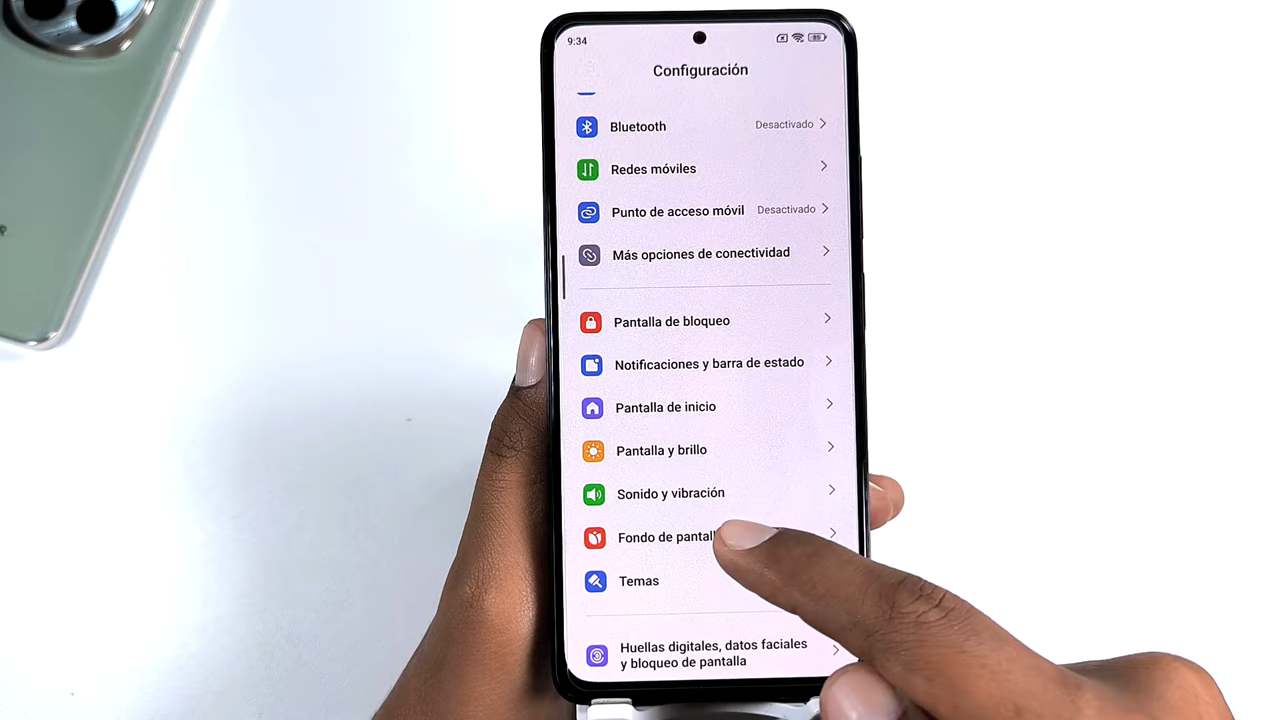 9:34
85
Configuración
Bluetooth
Desactivado
Redes móviles
Punto de acceso móvil
Desactivado
Más opciones de conectividad
Pantalla de bloqueo
Notificaciones y barra de estado
Pantalla de inicio
Pantalla y brillo
Sonido y vibración
Fondo de pantall
Temas
Huellas digitales, datos faciales
y bloqueo de pantalla
R